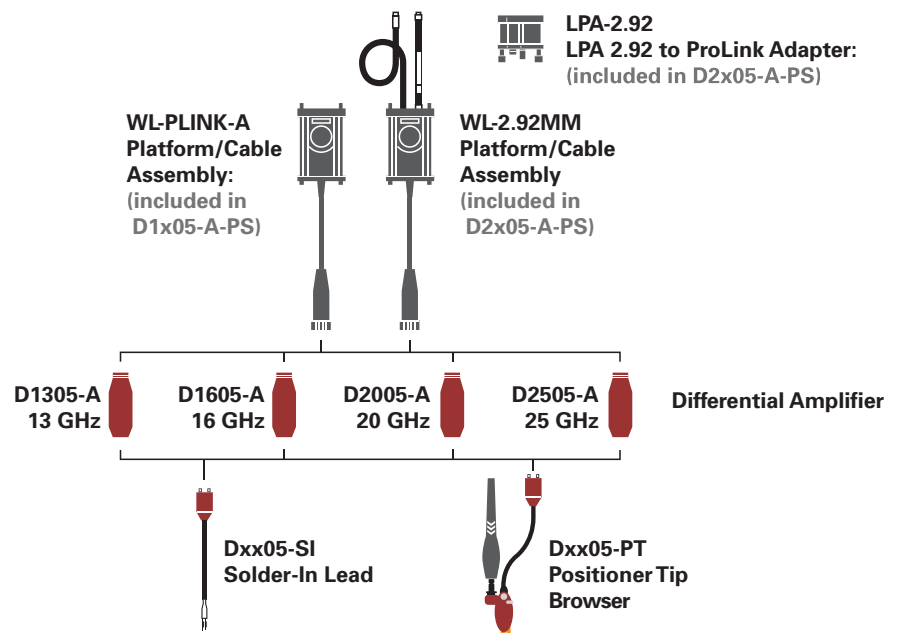 LPA-2.92
LPA 2.92 to ProLink Adapter:
(included in D2x05-A-PS)
WL-PLINK-A
Platform/Cable
Assembly:
(included in
D1x05-A-PS)
WL-2.92MM
Platform/Cable
Assembly
(included in
D2x05-A-PS)
D1305-A
13 GHz
D1605-A
16 GHz
D2005-A
20 GHz
D2505-A
25 GHz
Differential Amplifier
Dxx05-SI
Solder-In Lead
Dxx05-PT
Positioner Tip
Browser